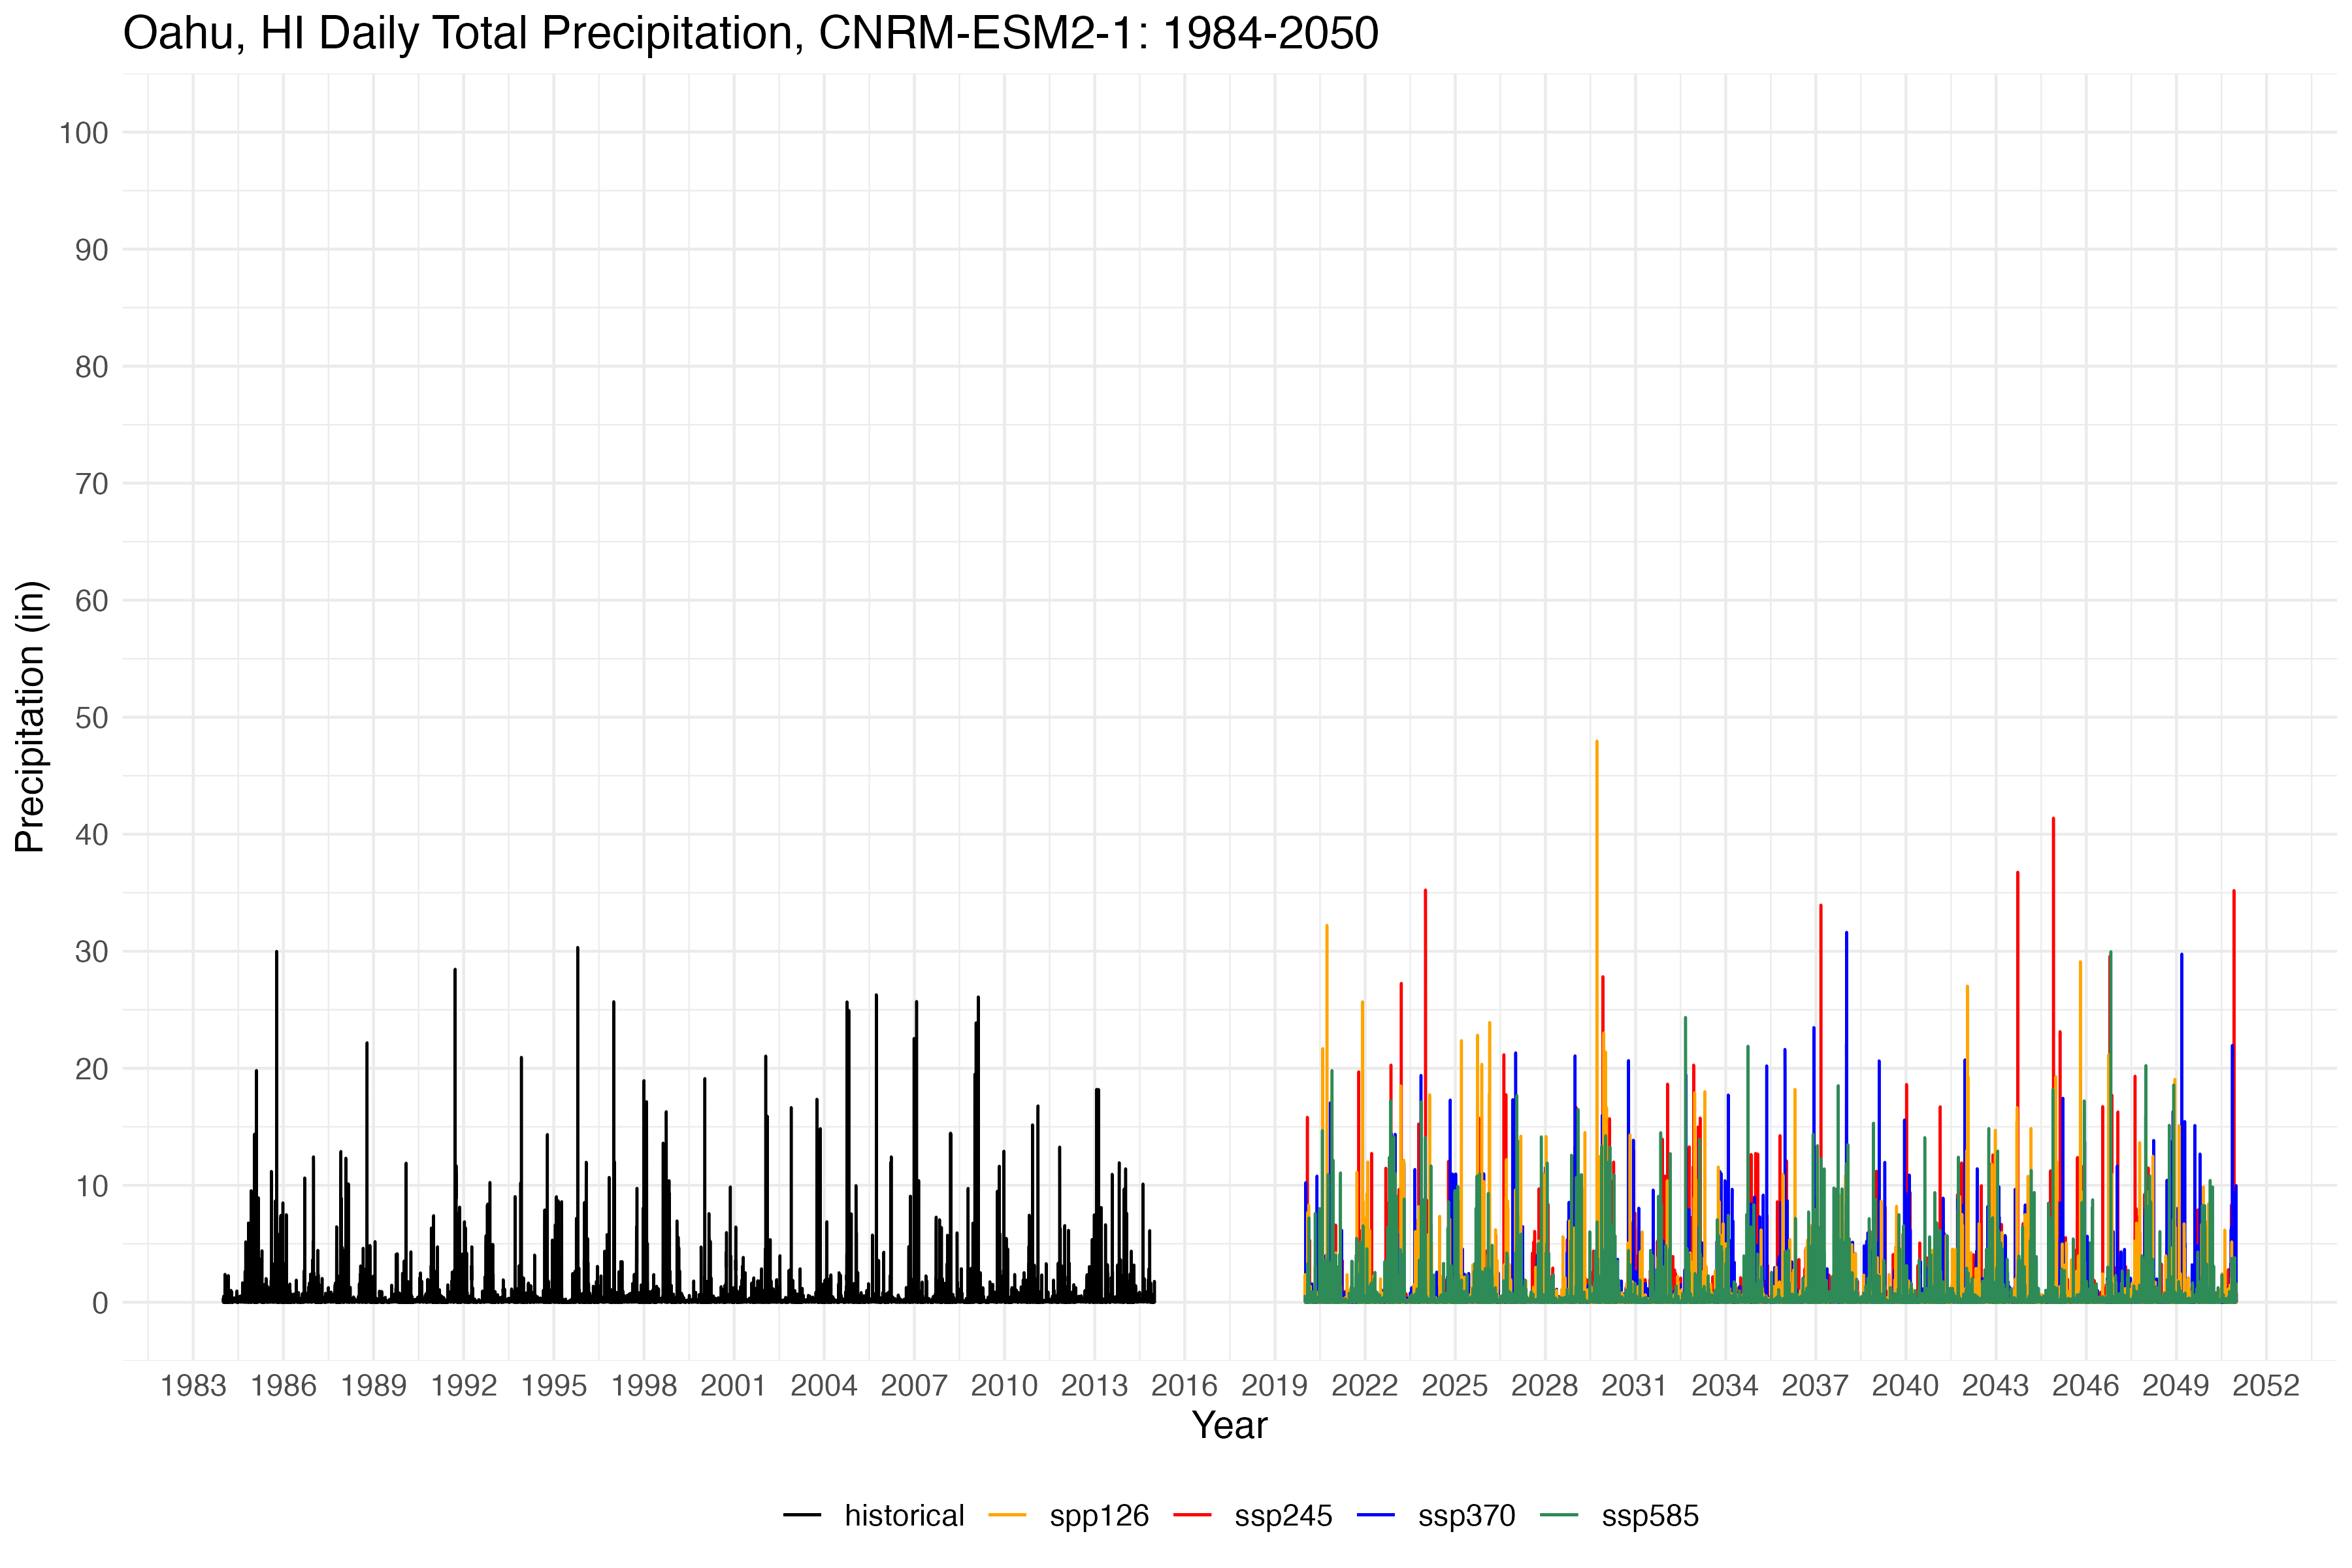 Oahu, HI Daily Total Precipitation, CNRM-ESM2-1: 1984-2050
100
90
80
70
60
50
40
30
20
10
0
Precipitation (in)
1983 1986 1989 1992 1995 1998 2001 2004 2007 2010 2013 2016 2019 2022 2025 2028 2031 2034 2037 2040 2043 2046 2049 2052
Year
historical spp126 ssp245 ssp370 ssp585